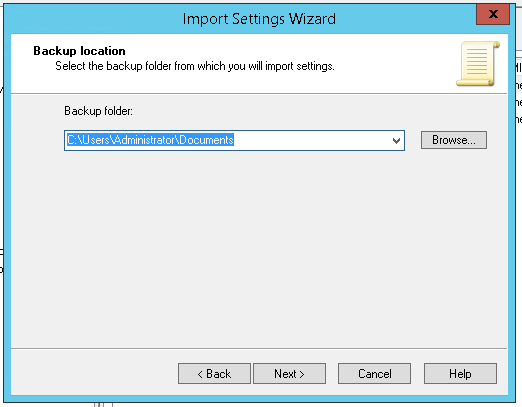 Import Settings Wizard
x
Backup location
Select the backup folder from which you will import settings.
Backup folder:
C:\Users\Administrator\Documents
Browse...
< Back
Next >
Cancel
Help